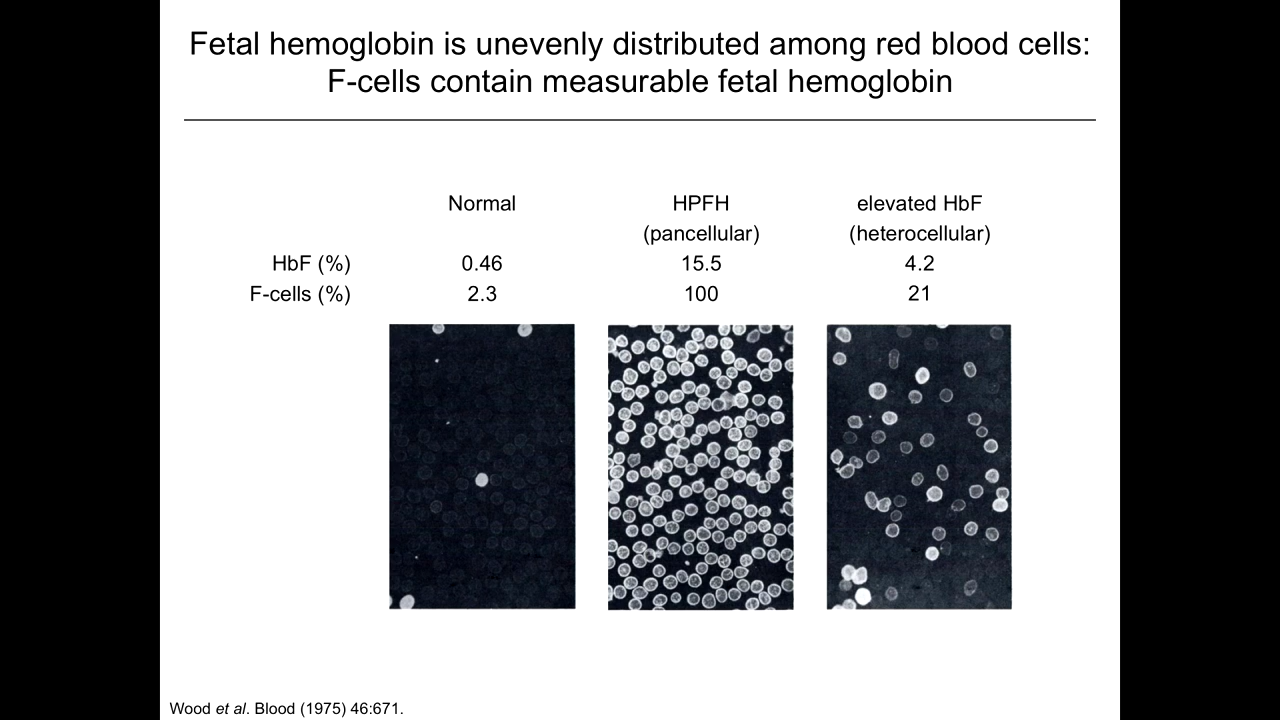 Fetal hemoglobin is unevenly distributed among red blood cells:
F-cells contain measurable fetal hemoglobin
Normal HPFH elevated HbF
(pancellular) (heterocellular)
HbF (%) 0.46 15.5 4.2
F-cells (%) 2.3 100 21
Wood et al. Blood (1975) 46:671.